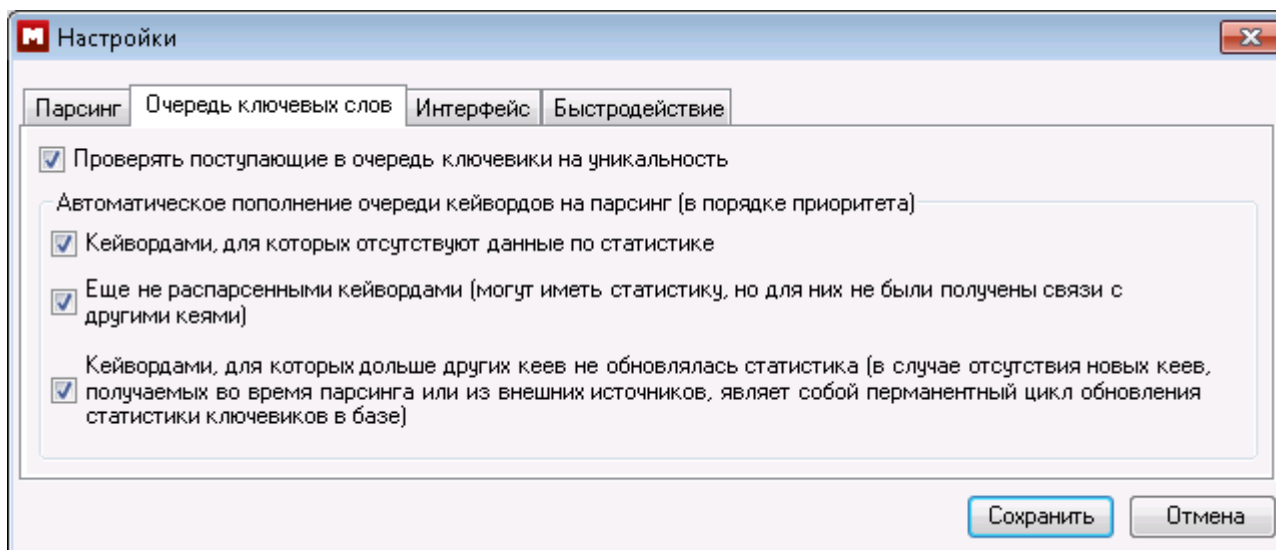 Настройки
Парсинг Очередь ключевых слов Интерфейс Быстродействие
Проверять поступающие в очередь ключевики на уникальность
Автоматическое пополнение очереди кейвордов на парсинг (в порядке приоритета)
Кейвордами, для которых отсутствуют данные по статистике
Еще не распарсенными кейвордами (могут иметь статистику, но для них не были получены связи с
другими кеями)
Кейвордами, для которых дольше других кеев не обновлялась статистика (в случае отсутствия новых кеев,
получаемых во время парсинга или из внешних источников, являет собой перманентный цикл обновления
статистики ключевиков в базе)
Сохранить Отмена